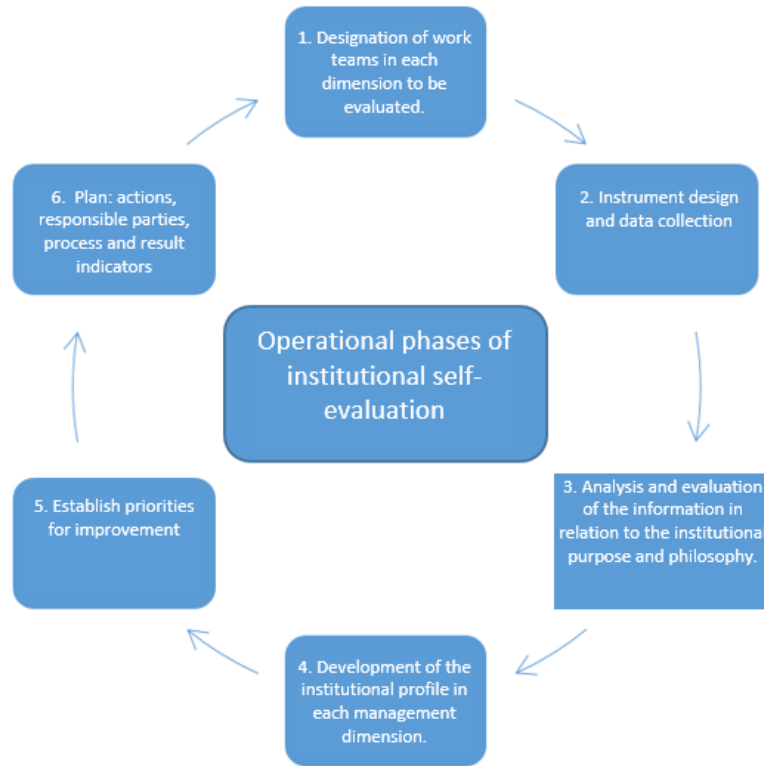 1. Designation of work
teams in each
dimension to be
evaluated.
2. Instrument design
and data collection
3. Analysis and evaluation
of the information in
relation to the institutional
purpose and philosophy.
4. Development of the
institutional profile in
each management
dimension.
5. Establish priorities
for improvement
6. Plan: actions,
responsible parties,
process and result
indicators
Operational phases of
institutional self-
evaluation